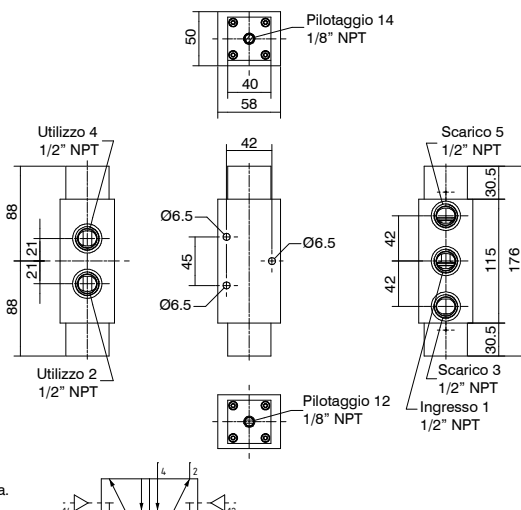 Pilotaggio 14
1/8” NPT
50
40
58
Utilizzo 4
1/2” NPT
42
Scarico 5
1/2” NPT
88
21
21
88
Ø6.5
45
Ø6.5
Ø6.5
30.5
42
42
115
176
30.5
Utilizzo 2
1/2” NPT
Scarico 3
1/2” NPT
Ingresso 1
1/2” NPT
Pilotaggio 12
1/8” NPT
a.
4
2